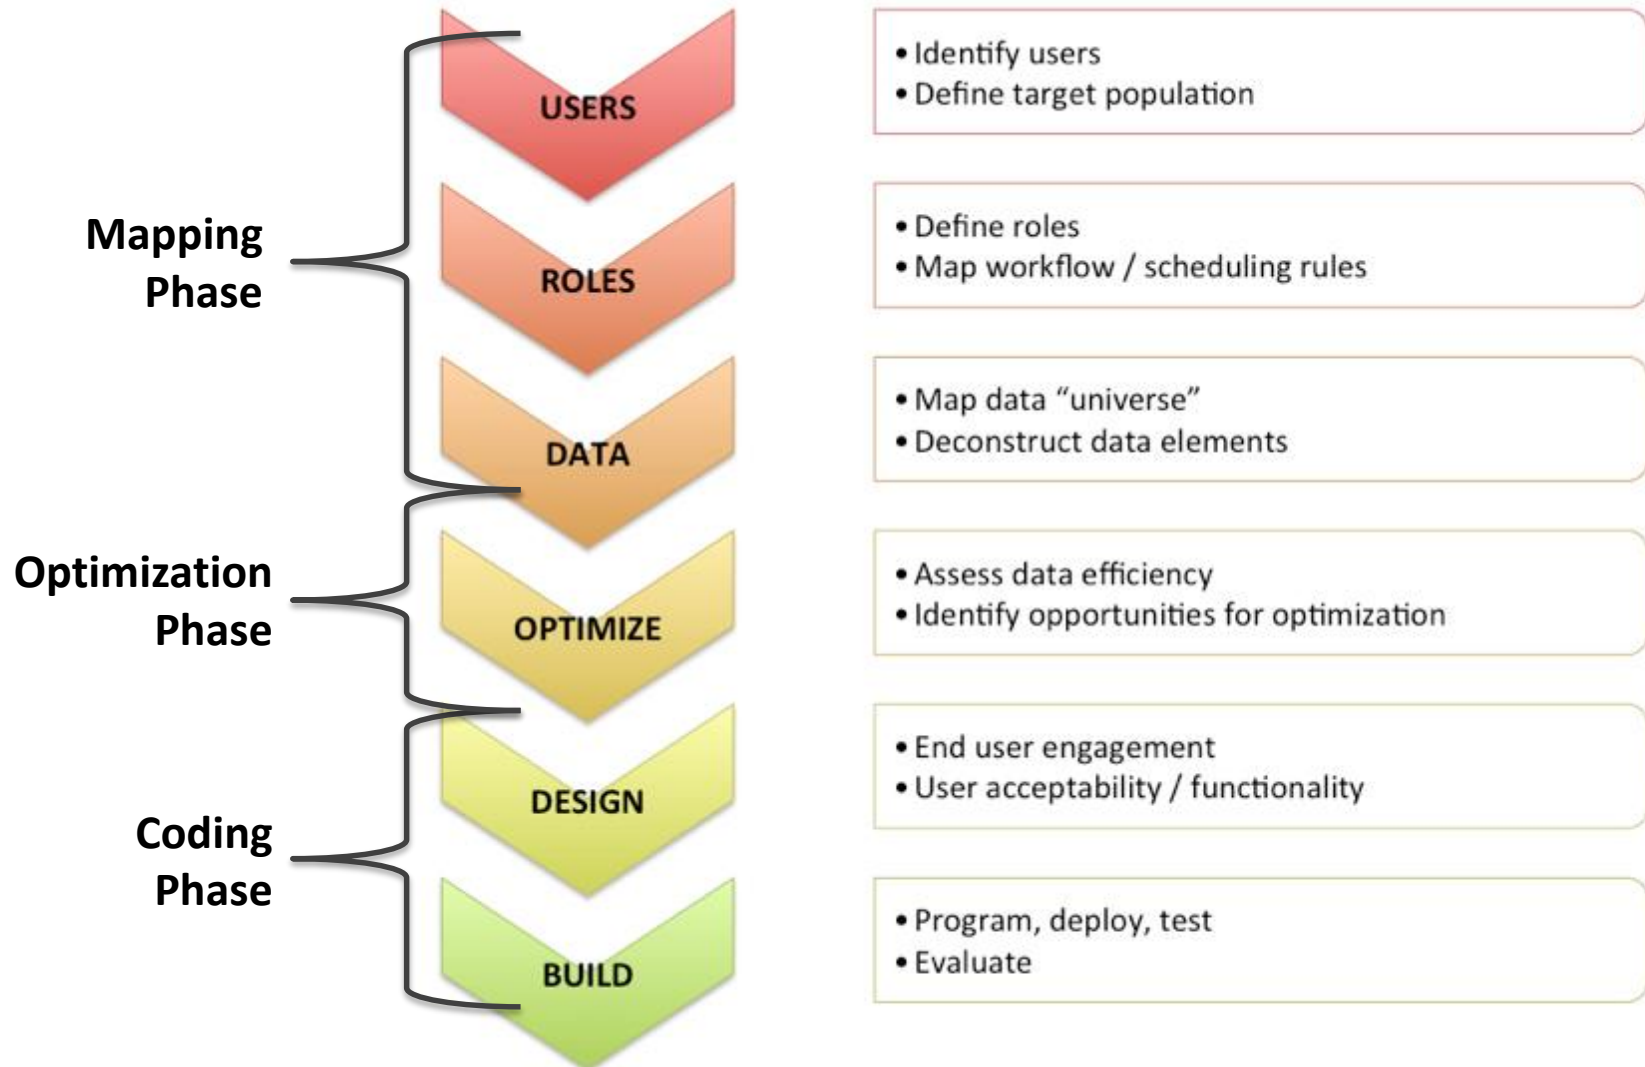 USERS
• Identify users
• Define target population
Mapping
Phase
ROLES
• Define roles
• Map workflow / scheduling rules
DATA
• Map data “universe”
• Deconstruct data elements
Optimization
Phase
OPTIMIZE
• Assess data efficiency
• Identify opportunities for optimization
DESIGN
• End user engagement
• User acceptability / functionality
Coding
Phase
BUILD
• Program, deploy, test
• Evaluate